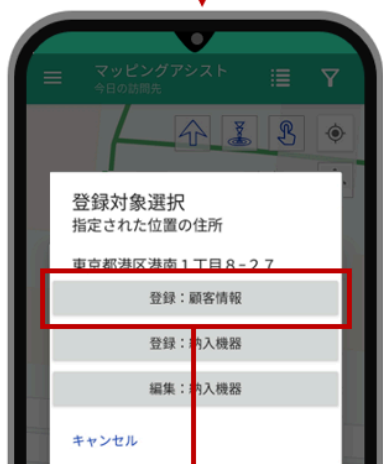 マッピングアシスト
今日の訪問先
登録対象選択
指定された位置の住所
東京都港区港南1丁目8-27
登録：顧客情報
登録：納入機器
編集：納入機器
キャンセル